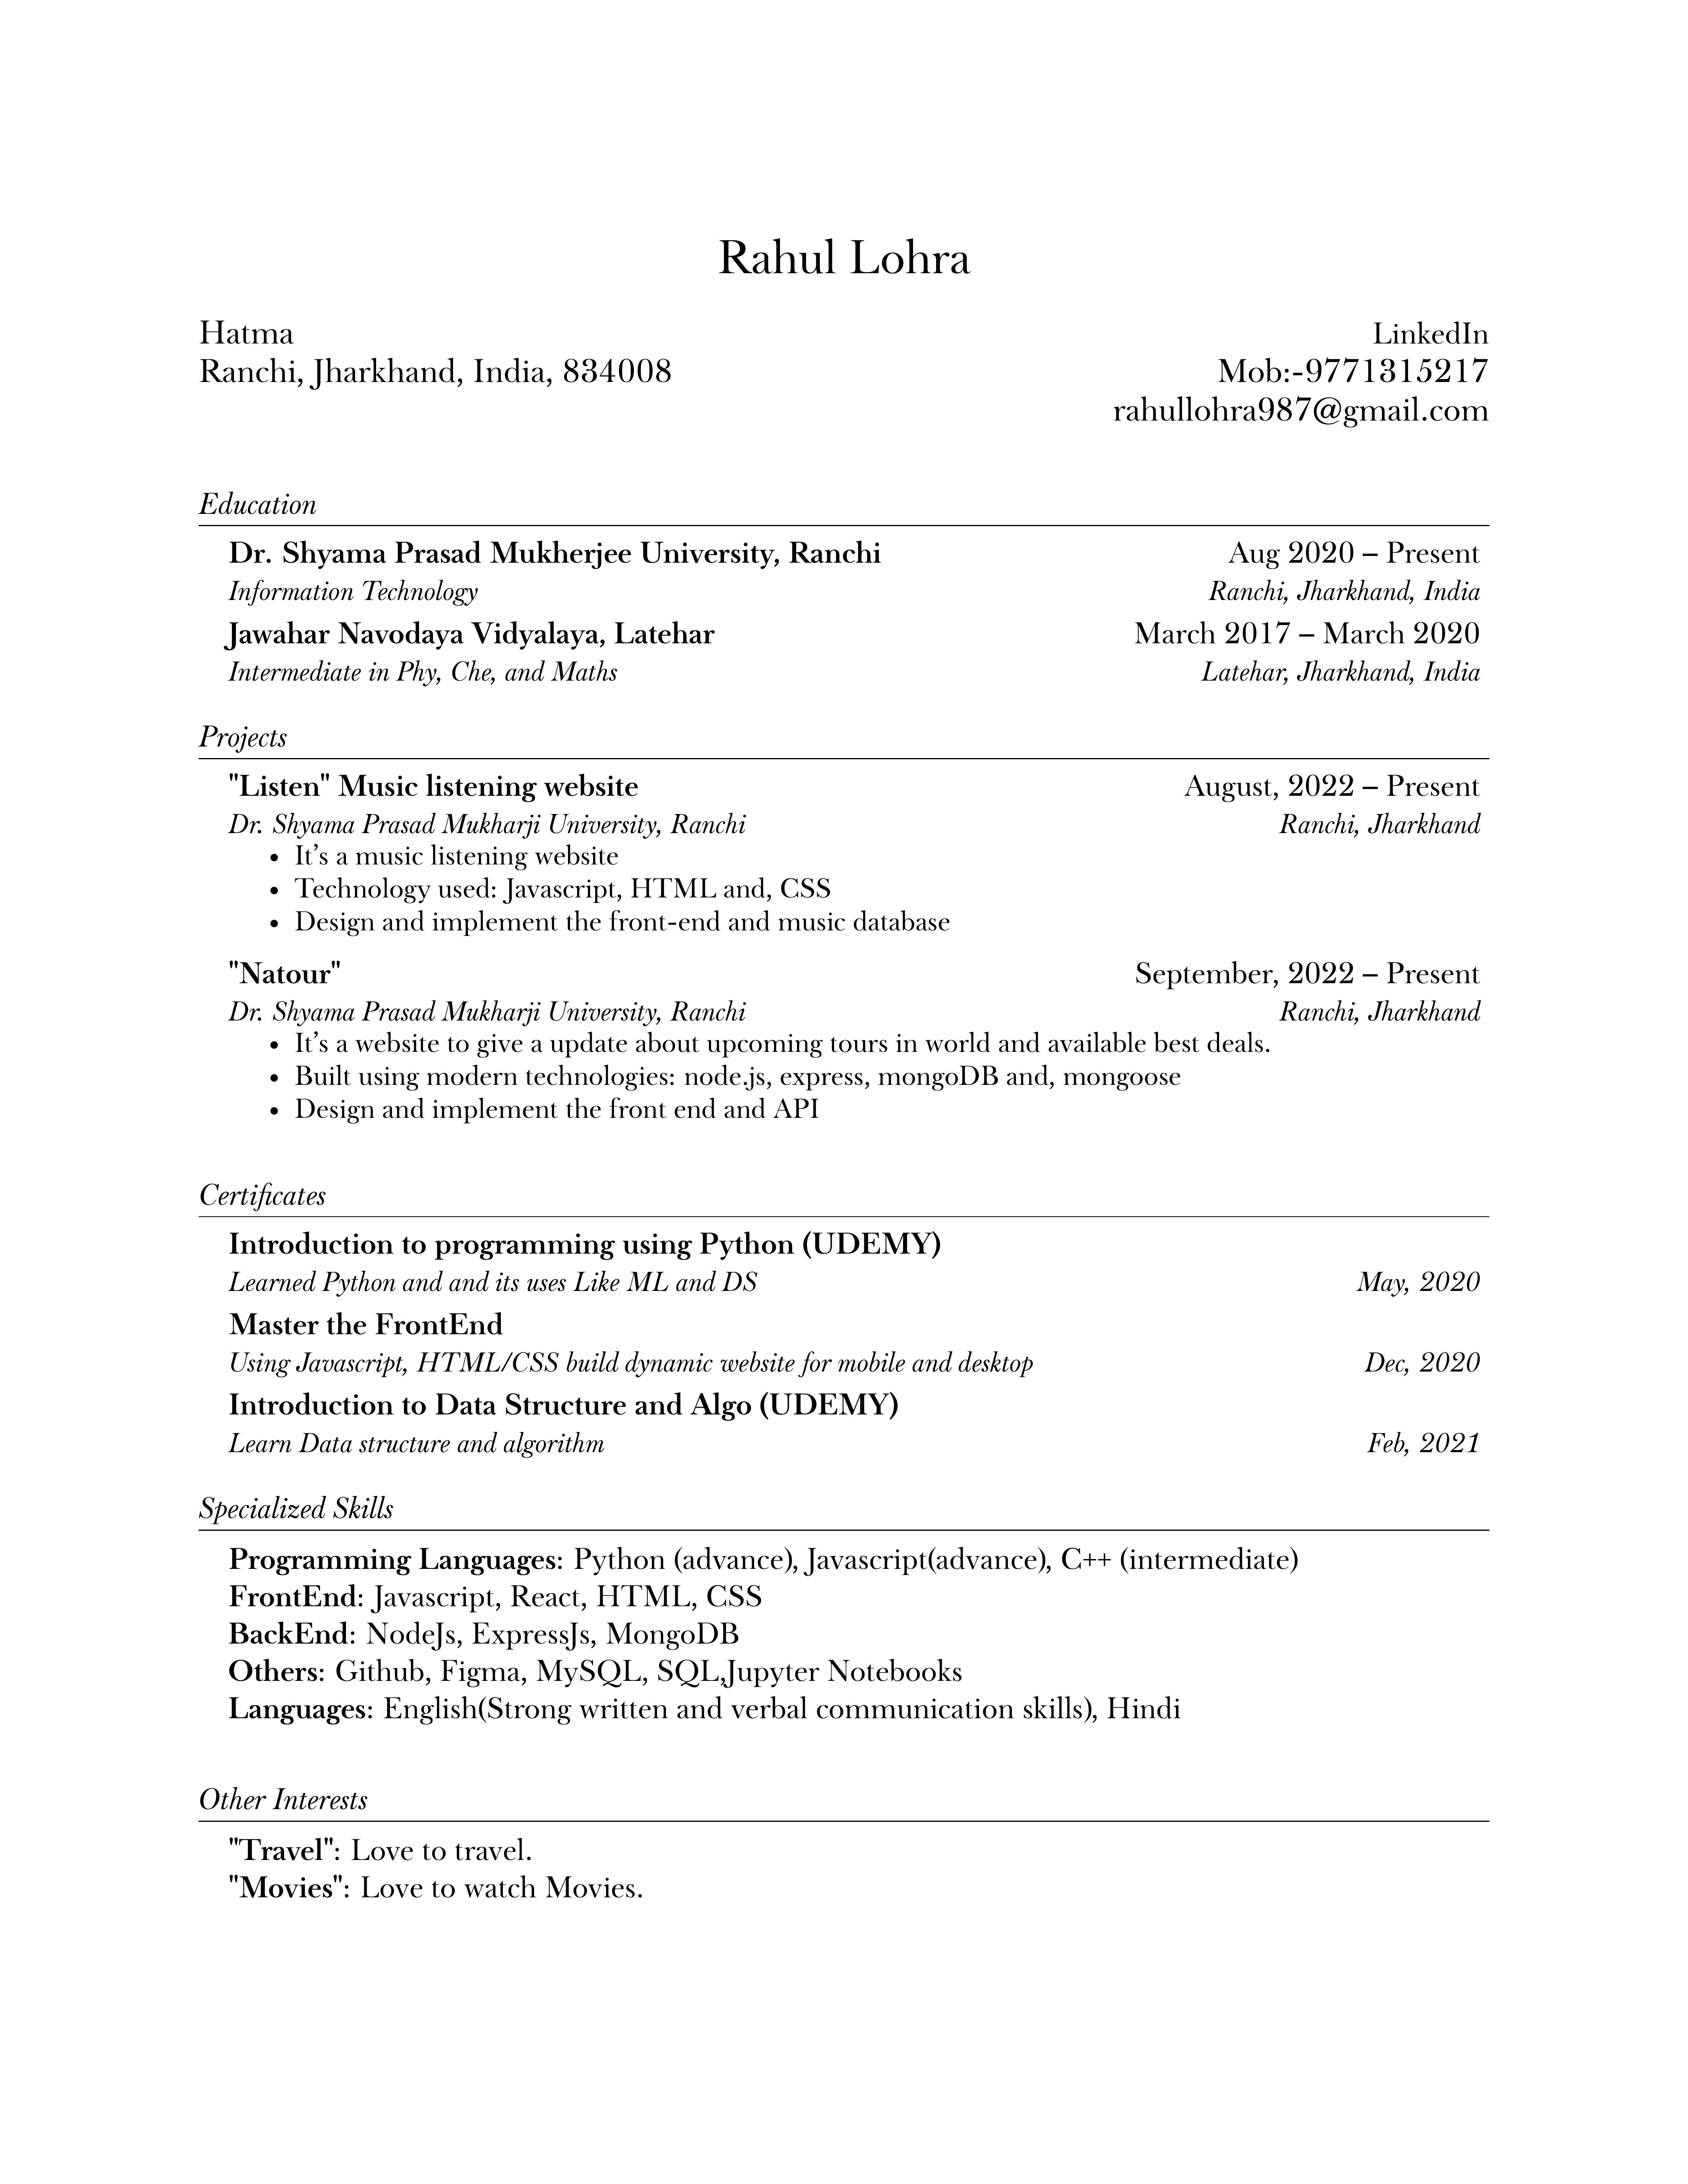 Rahul Lohra
Hatma LinkedIn
Ranchi, Jharkhand, India, 834008 Mob:-9771315217
rahullohra987@gmail.com
Education
Dr. Shyama Prasad Mukherjee University, Ranchi Aug 2020 – Present
Information Technology Ranchi, Jharkhand, India
Jawahar Navodaya Vidyalaya, Latehar March 2017 – March 2020
Intermediate in Phy, Che, and Maths Latehar, Jharkhand, India
Projects
"Listen" Music listening website August, 2022 – Present
Dr. Shyama Prasad Mukharji University, Ranchi Ranchi, Jharkhand
• It's a music listening website
• Technology used: Javascript, HTML and, CSS
• Design and implement the front-end and music database
"Natour" September, 2022 – Present
Dr. Shyama Prasad Mukharji University, Ranchi Ranchi, Jharkhand
• It's a website to give a update about upcoming tours in world and available best deals.
• Built using modern technologies: node.js, express, mongoDB and, mongoose
• Design and implement the front end and API
Certificates
Introduction to programming using Python (UDEMY)
Learned Python and and its uses Like ML and DS May, 2020
Master the FrontEnd
Using Javascript, HTML/CSS build dynamic website for mobile and desktop Dec, 2020
Introduction to Data Structure and Algo (UDEMY)
Learn Data structure and algorithm Feb, 2021
Specialized Skills
Programming Languages: Python (advance), Javascript(advance), C++ (intermediate)
FrontEnd: Javascript, React, HTML, CSS
BackEnd: NodeJs, ExpressJs, MongoDB
Others: Github, Figma, MySQL, SQL,Jupyter Notebooks
Languages: English(Strong written and verbal communication skills), Hindi
Other Interests
"Travel": Love to travel.
"Movies": Love to watch Movies.